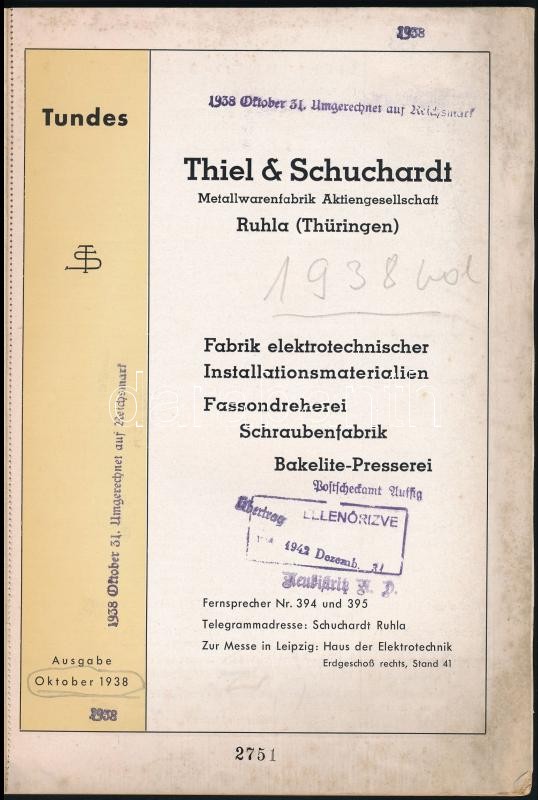 1938
1938 Oktober 31. Umgerechnet auf Reichsmark
Tundes
Thiel & Schuchardt
Metallwarenfabrik Aktiengesellschaft
Ruhla (Thüringen)
TS
1938
Fabrik elektrotechnischer
Installationsmaterialien
Fassondreherei
Schraubenfabrik
Bakelite-Presserei
1938 Oktober 31. Umgerechnet auf Reichsmark
Postscheckamt Aussig
Übertrag
ELLENŐRIZVE
1942 Dezemb. 31
Fernsprecher Nr. 394 und 395
Telegrammadresse: Schuchardt Ruhla
Zur Messe in Leipzig: Haus der Elektrotechnik
Erdgeschoß rechts, Stand 41
Ausgabe
Oktober 1938
1938
2751